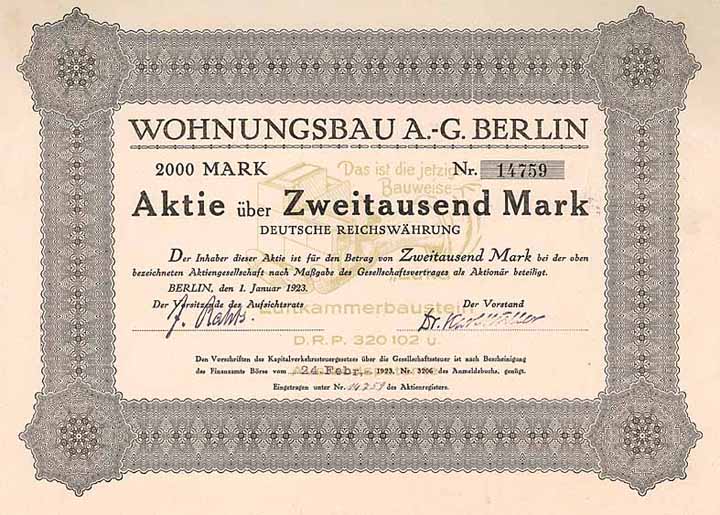 WOHNUNGSBAU A.-G. BERLIN
2000 MARK
Nr. 14759
Das ist die jetzige
Bauweise
Aktie über Zweitausend Mark
DEUTSCHE REICHSWÄHRUNG
Der Inhaber dieser Aktie ist für den Betrag von Zweitausend Mark bei der oben
bezeichneten Aktiengesellschaft nach Maßgabe des Gesellschaftsvertrages als Aktionär beteiligt.
BERLIN, den 1. Januar 1923.
Der Vorsitzende des Aufsichtsrats
Der Vorstand
Luftkammerbaustein
D.R.P. 320102 u.
Den Vorschriften des Kapitalverkehrsteuergesetzes über die Gesellschaftsteuer ist nach Bescheinigung
des Finanzamts Börse vom 24. Febr. 1923, Nr. 3206 des Anmeldebuchs, genügt.
Eingetragen unter Nr. 14759 des Aktienregisters.